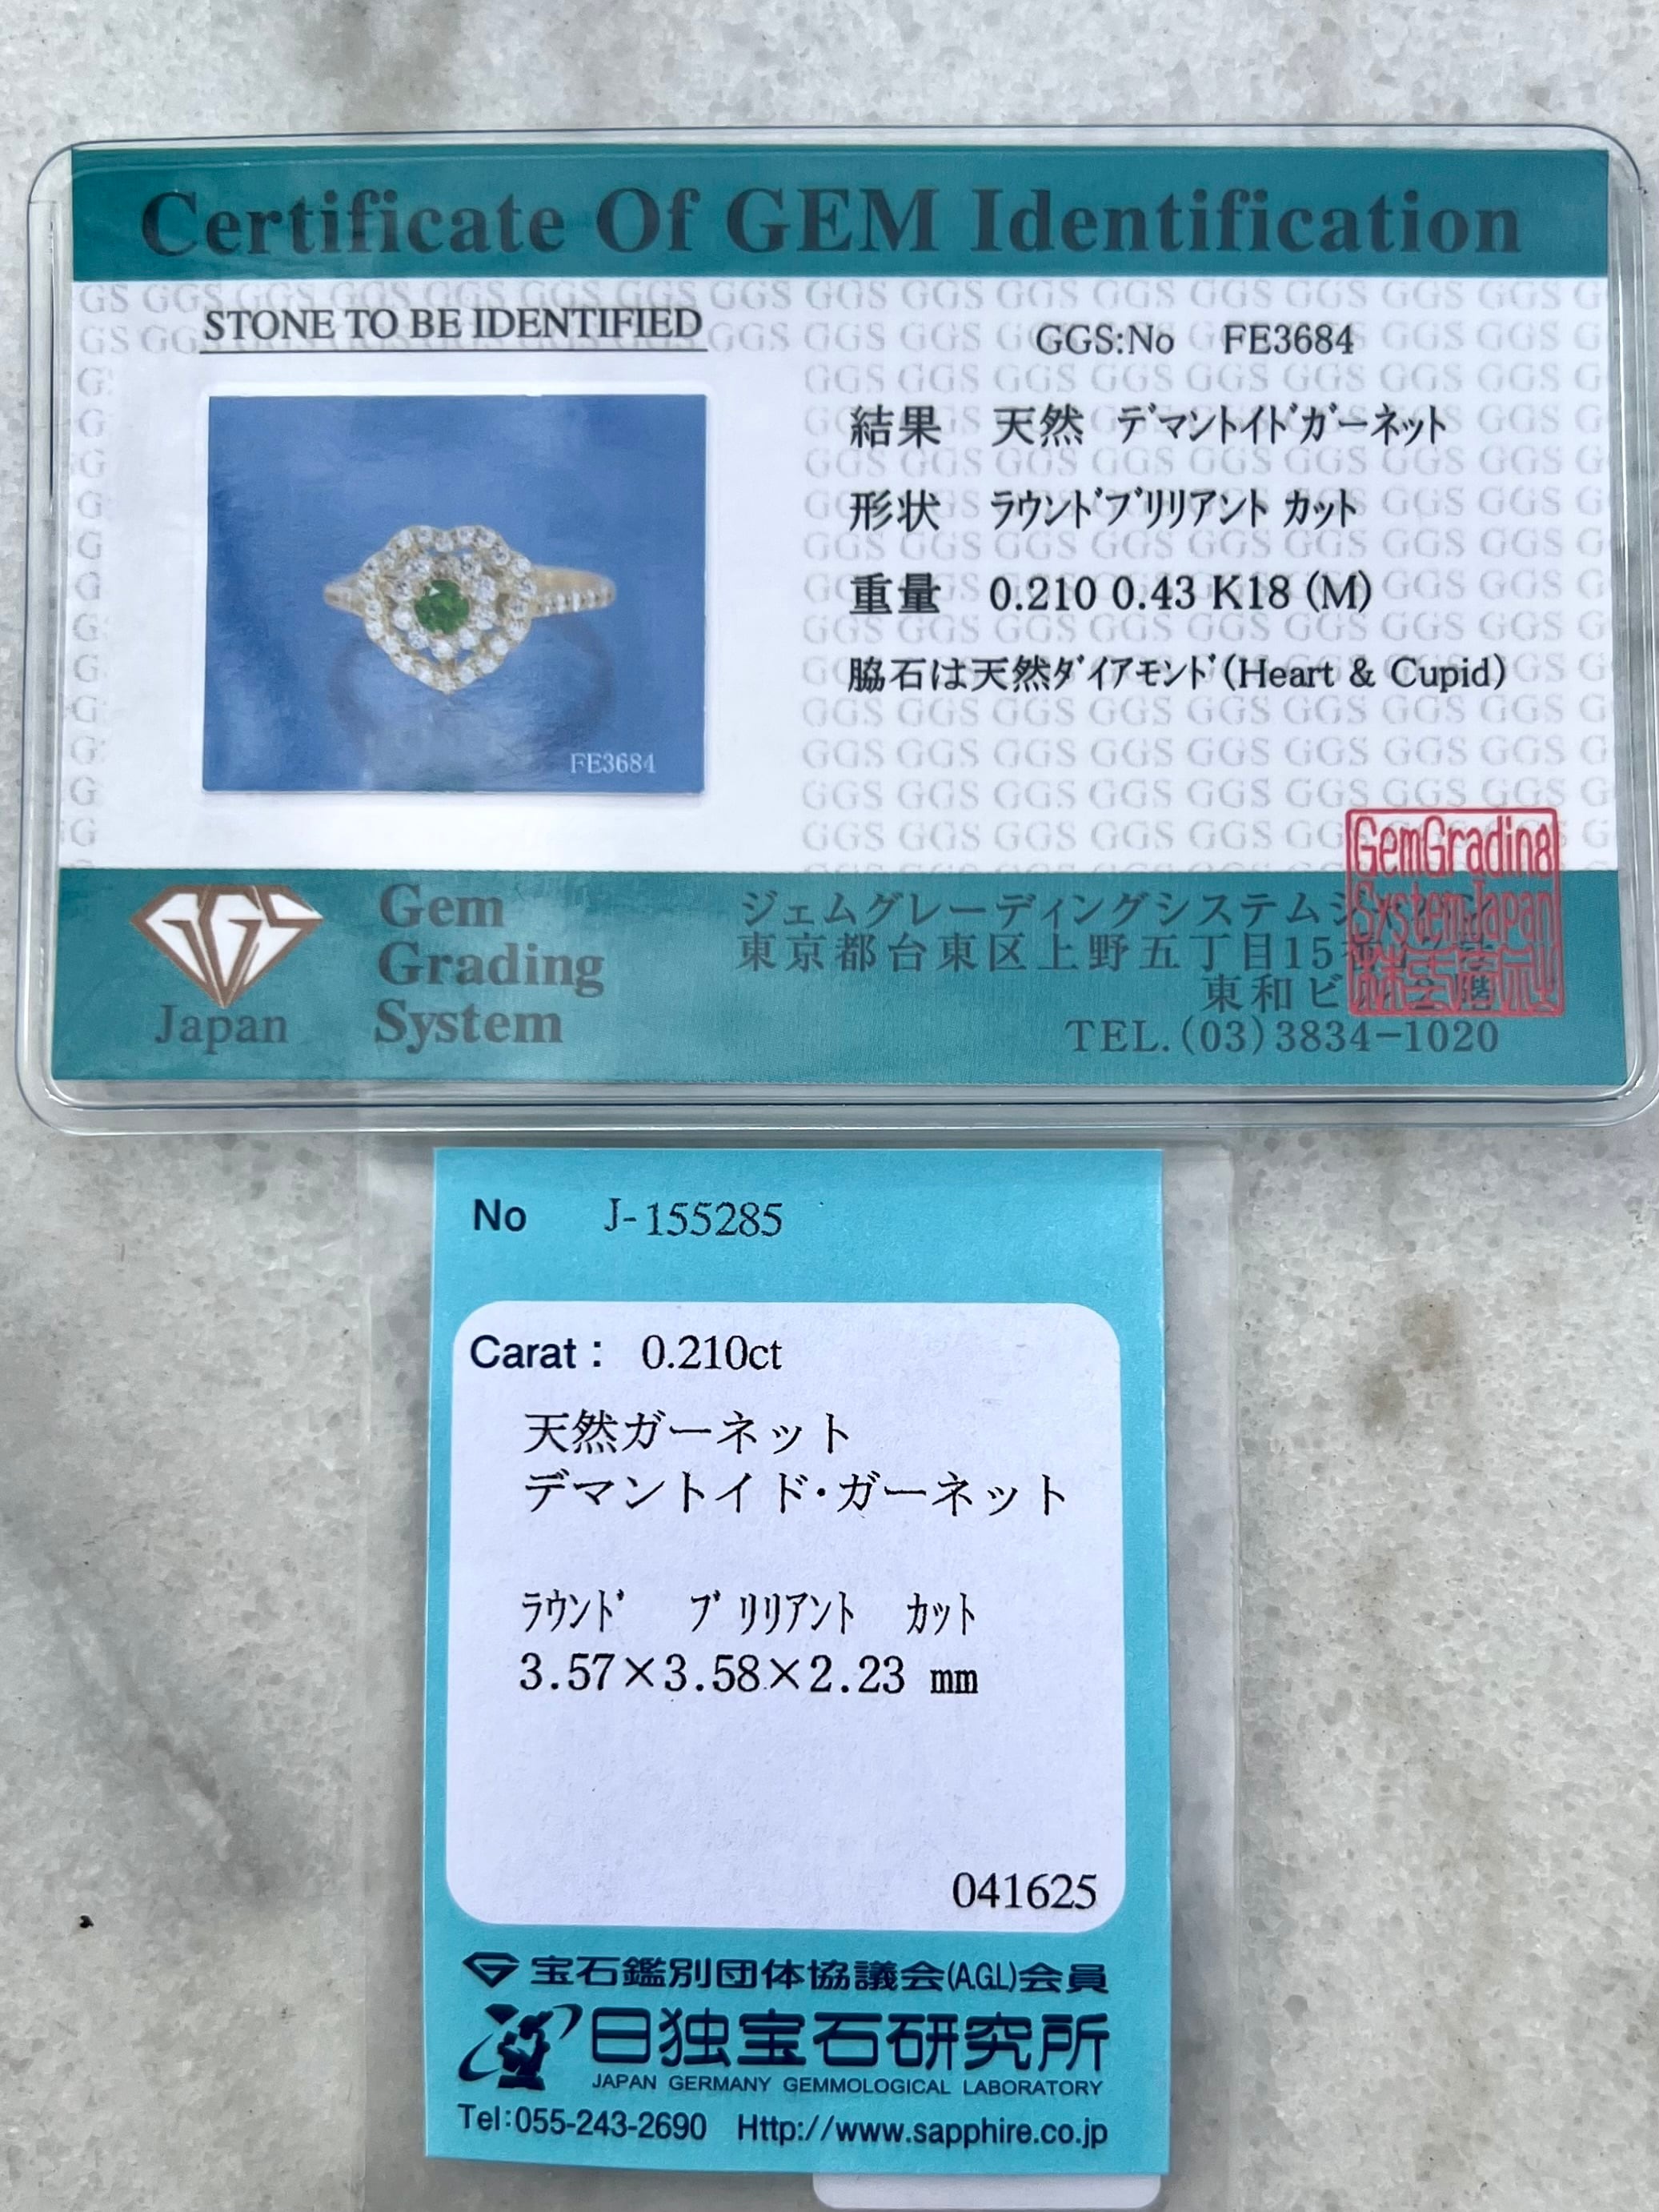 Certificate Of GEM Identification
STONE TO BE IDENTIFIED
GGS:No FE3684
結果 天然 ﾃﾞﾏﾝﾄｲﾄﾞｶﾞｰﾈｯﾄ
形状 ﾗｳﾝﾄﾞﾌﾞﾘﾘｱﾝﾄ ｶｯﾄ
重量 0.210 0.43 K18 (M)
脇石は天然ﾀﾞｲｱﾓﾝﾄﾞ(Heart & Cupid)
FE3684
GGS
Japan
Gem
Grading
System
ジェムグレーディングシステムジ
東京都台東区上野五丁目15
東和ビ
TEL.(03)3834-1020
GemGrading
SystemJapan
No J-155285
Carat : 0.210ct
天然ガーネット
デマントイド・ガーネット
ﾗｳﾝﾄﾞ ﾌﾞﾘﾘｱﾝﾄ ｶｯﾄ
3.57×3.58×2.23 mm
041625
宝石鑑別団体協議会(AGL)会員
日独宝石研究所
JAPAN GERMANY GEMMOLOGICAL LABORATORY
Tel:055-243-2690 Http://www.sapphire.co.jp